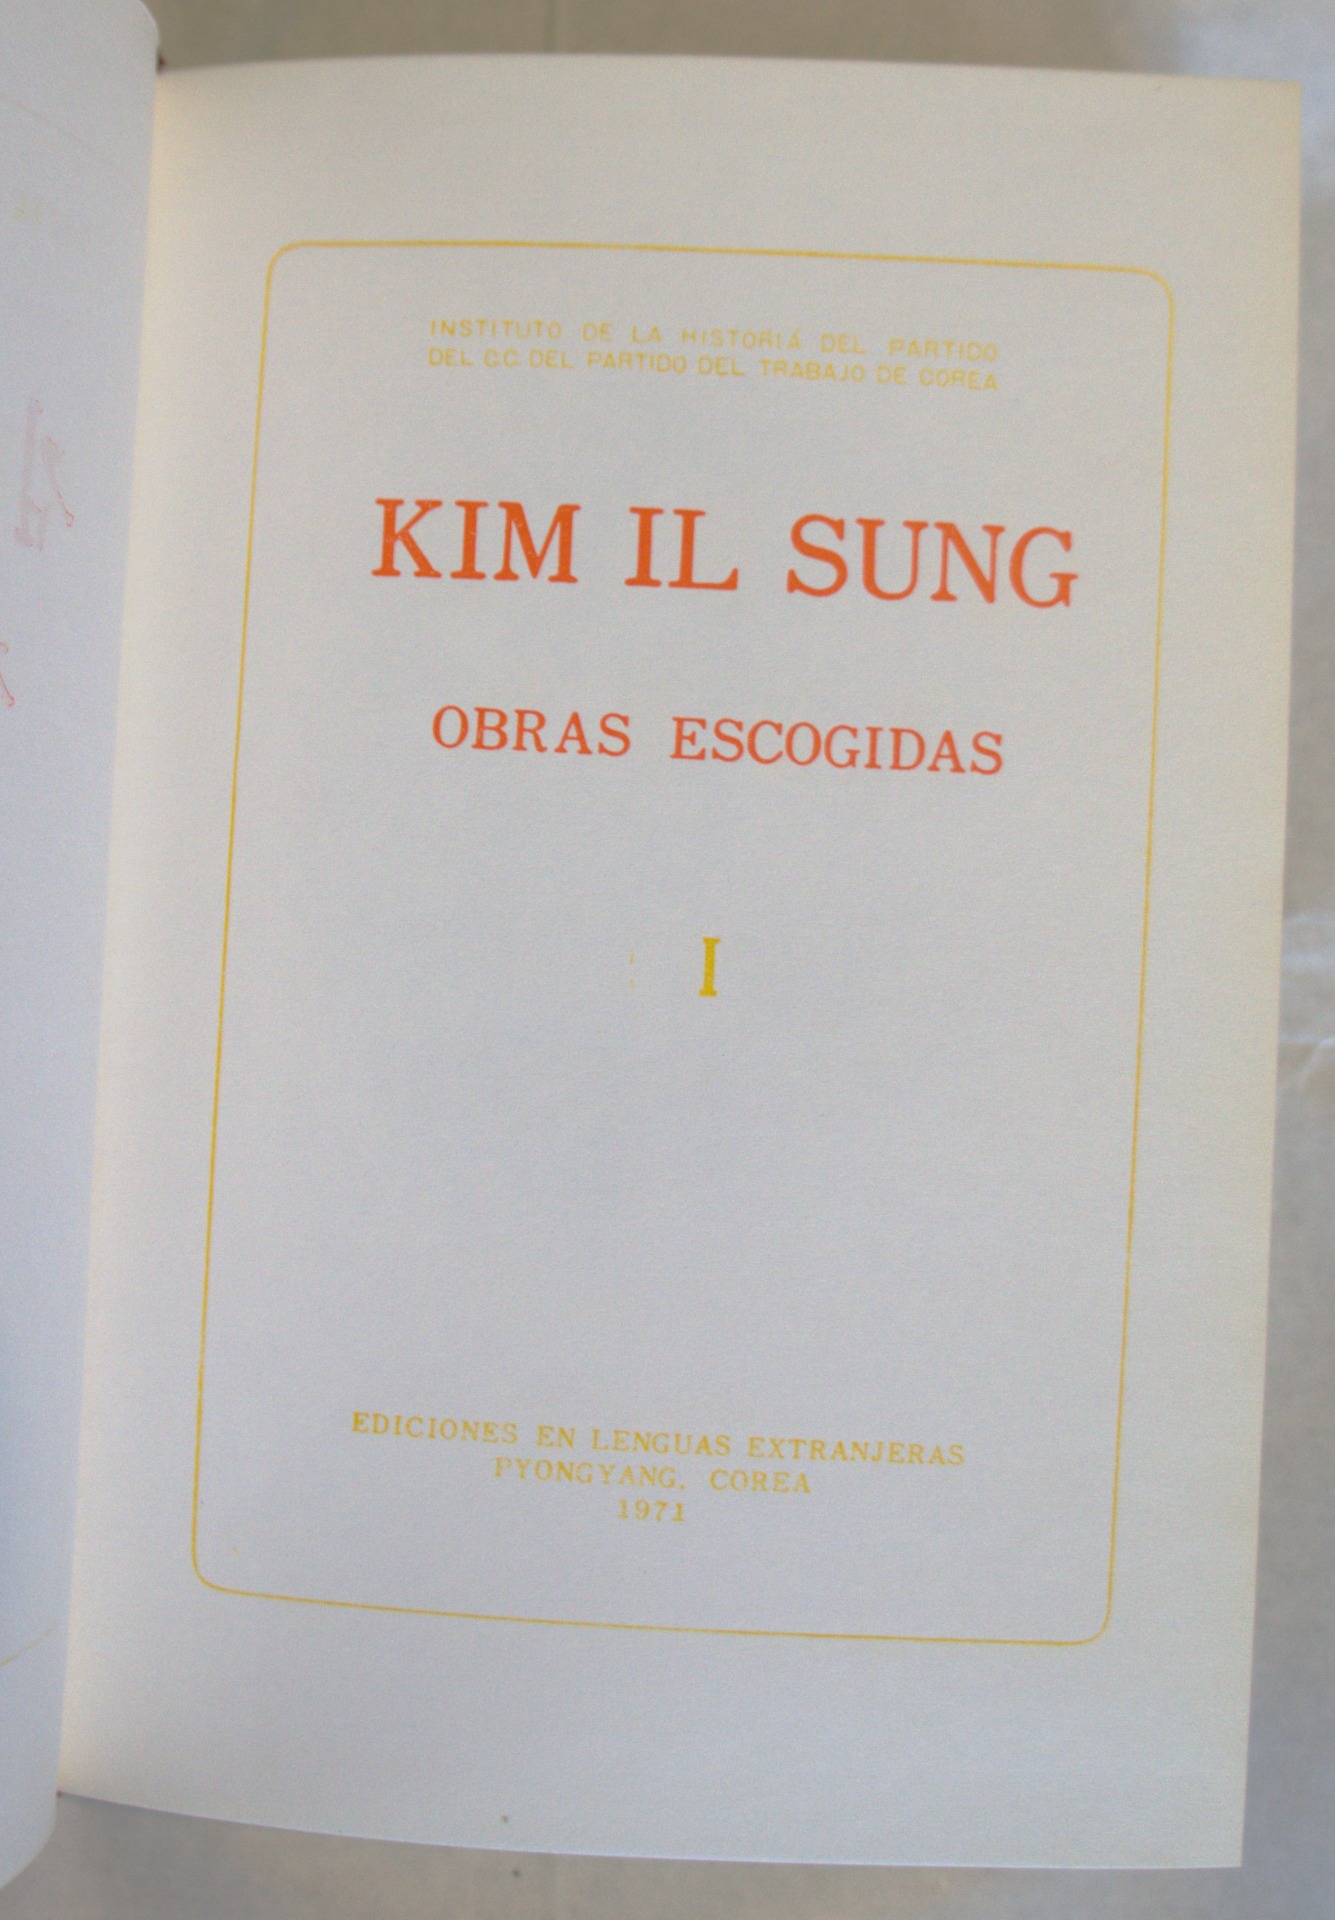 INSTITUTO DE LA HISTORIA DEL PARTIDO
DEL C.C. DEL PARTIDO DEL TRABAJO DE COREA
KIM IL SUNG
OBRAS ESCOGIDAS
I
EDICIONES EN LENGUAS EXTRANJERAS
PYONGYANG, COREA
1971